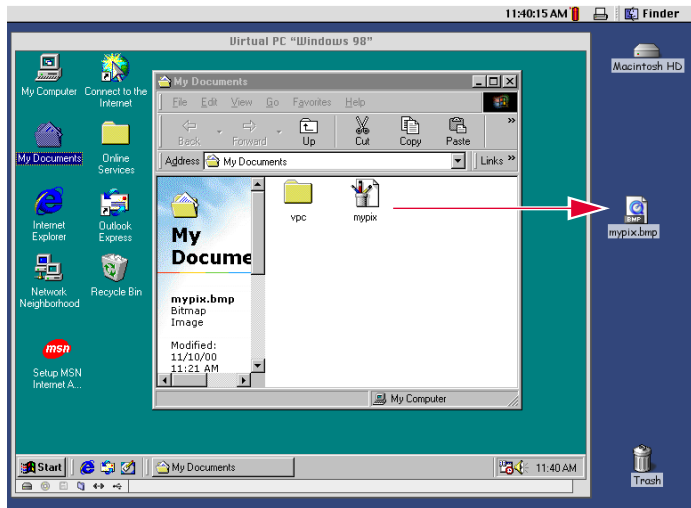 11:40:15 AM
Finder
Virtual PC “Windows 98”
Macintosh HD
My Computer
Connect to the
Internet
My Documents
Online
Services
Internet
Explorer
Outlook
Express
Network
Neighborhood
Recycle Bin
msn
Setup MSN
Internet A...
My Documents
File Edit View Go Favorites Help
Back Forward Up Cut Copy Paste »
Address My Documents Links »
My
Docume
mypix.bmp
Bitmap
Image
Modified:
11/10/00
11:21 AM
vpc
mypix
My Computer
BMP
mypix.bmp
Start
My Documents
11:40 AM
Trash